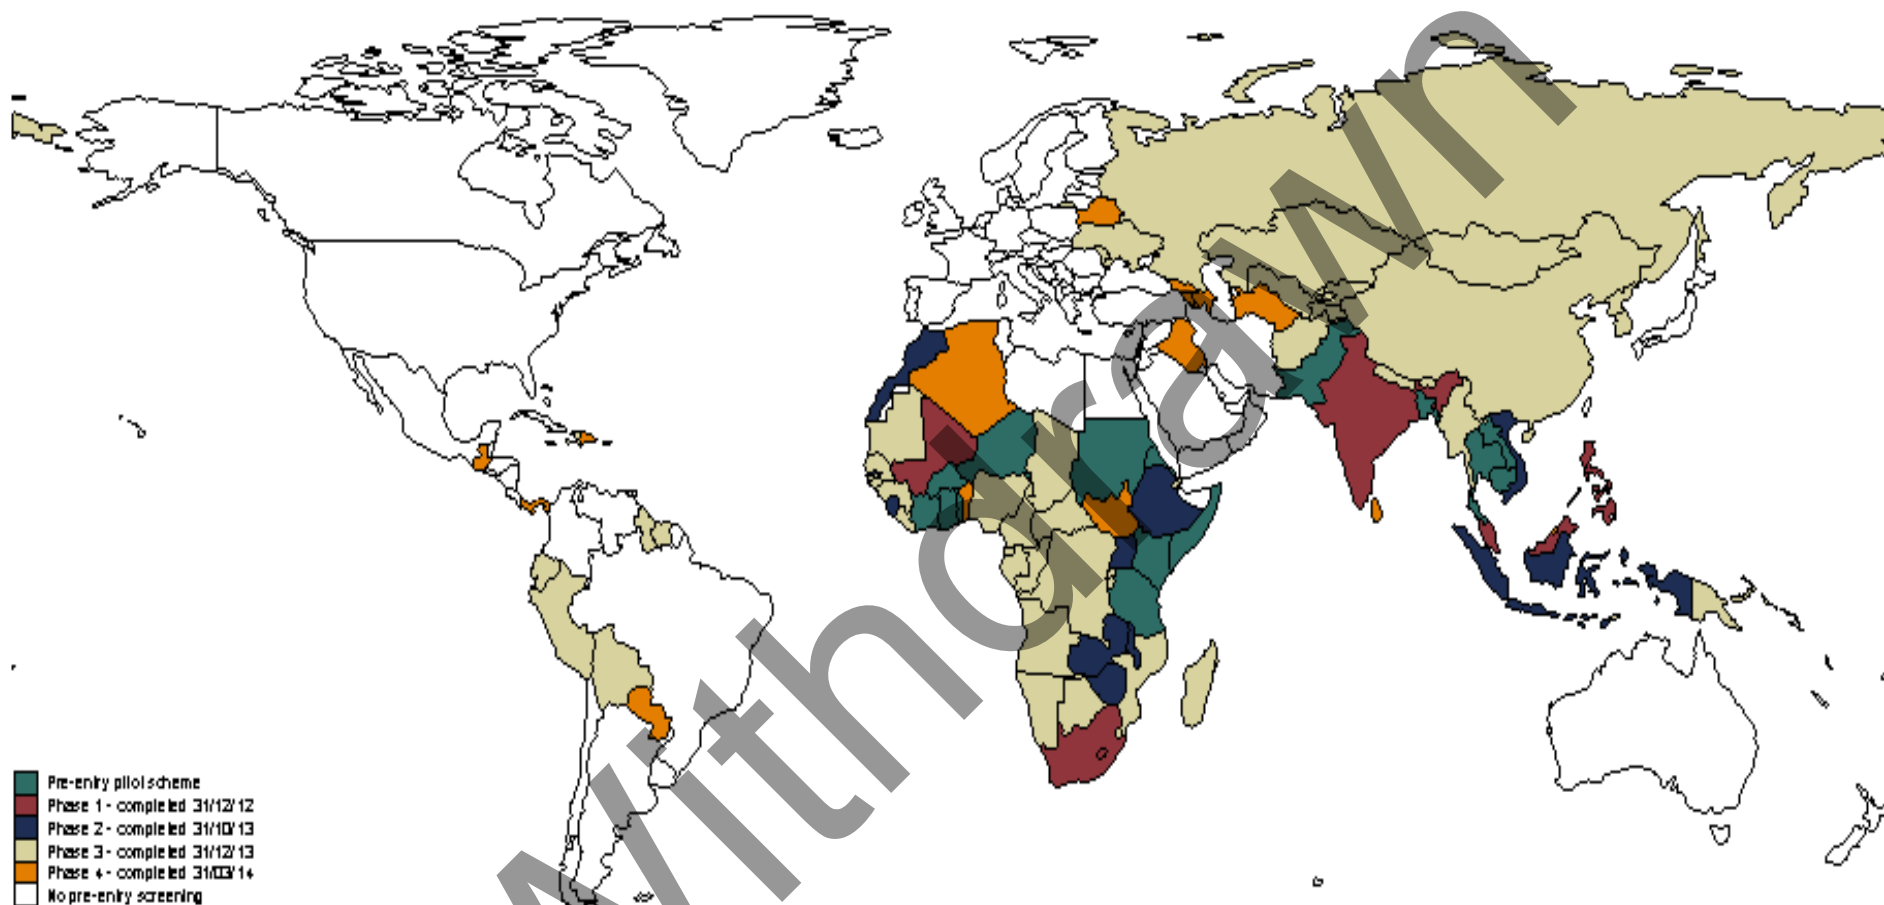 withdrawn
Pre-entry pilot scheme
Phase 1 - completed 31/12/12
Phase 2 - completed 31/10/13
Phase 3 - completed 31/12/13
Phase 4 - completed 31/03/14
No pre-entry screening